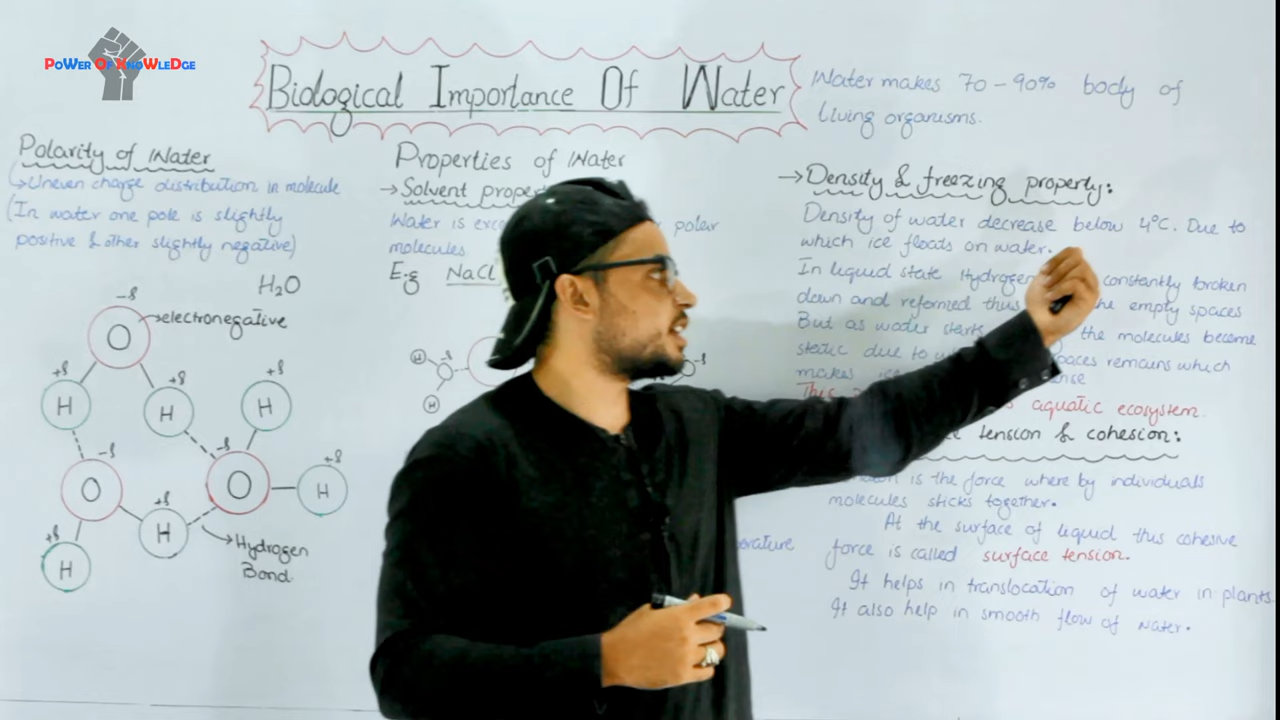 PoWer Of KnoWleDge
Biological Importance Of Water
Water makes 70-90% body of
Living organisms.
Polarity of Water
↳Uneven charge distribution in molecule
(In water one pole is slightly
positive & other slightly negative)
H₂O
-δ
O →electronegative
+δ
H
+δ
H
+δ
H
-δ
O
-δ
O
+δ
H
+δ
H
+δ
H
→Hydrogen
Bond.
Properties of Water
→Solvent
Water is polar
molecules
E.g NaCl
H -δ
O
H
-δ
erature
→Density & freezing property:
Density of water decrease below 4°C. Due to
which ice floats on water.
In liquid state Hydrogen constantly broken
down and reformed thus the empty spaces
But as water starts the molecules become
static due to remains which
makes ice
This aquatic ecosystem.
tension & cohesion:
is the force where by individuals
molecules sticks together.
At the surface of liquid this cohesive
force is called surface tension.
It helps in translocation of water in plants
It also help in smooth flow of water.